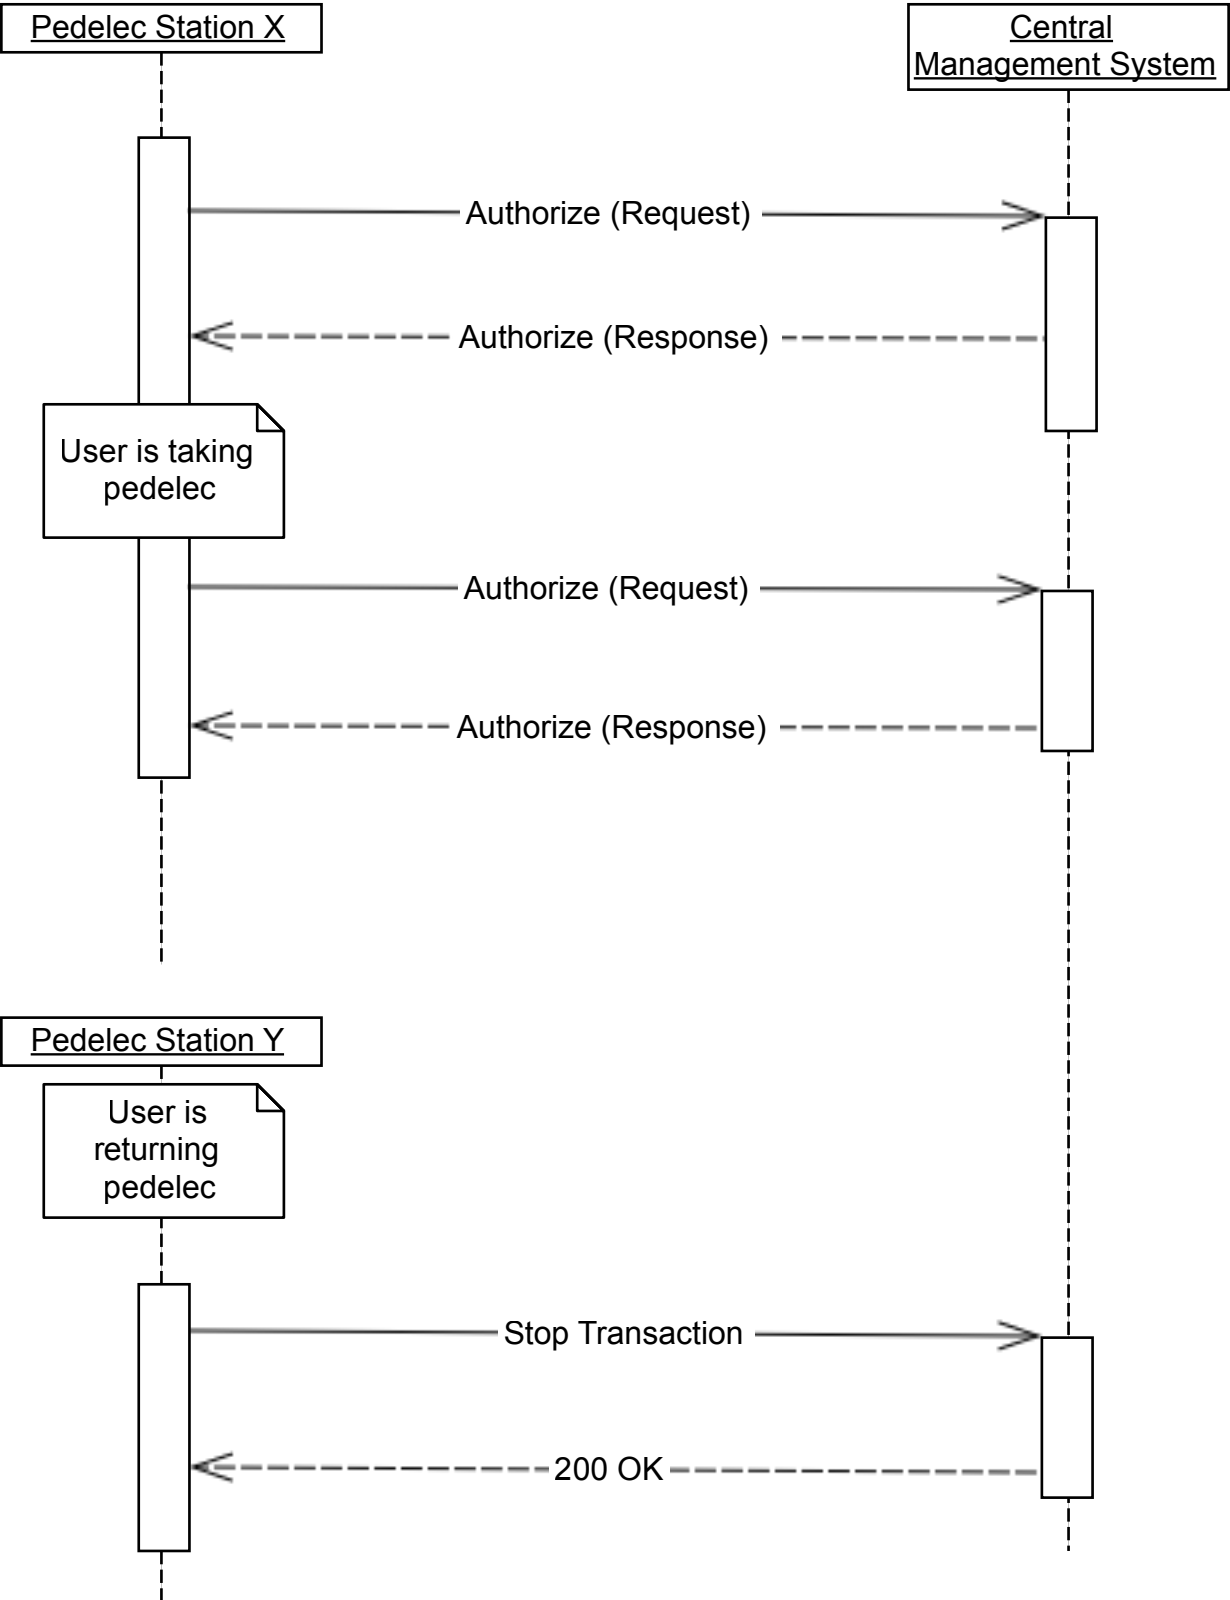 Pedelec Station X
Central
Management System
Authorize (Request)
Authorize (Response)
User is taking
pedelec
Authorize (Request)
Authorize (Response)
Pedelec Station Y
User is
returning
pedelec
Stop Transaction
200 OK